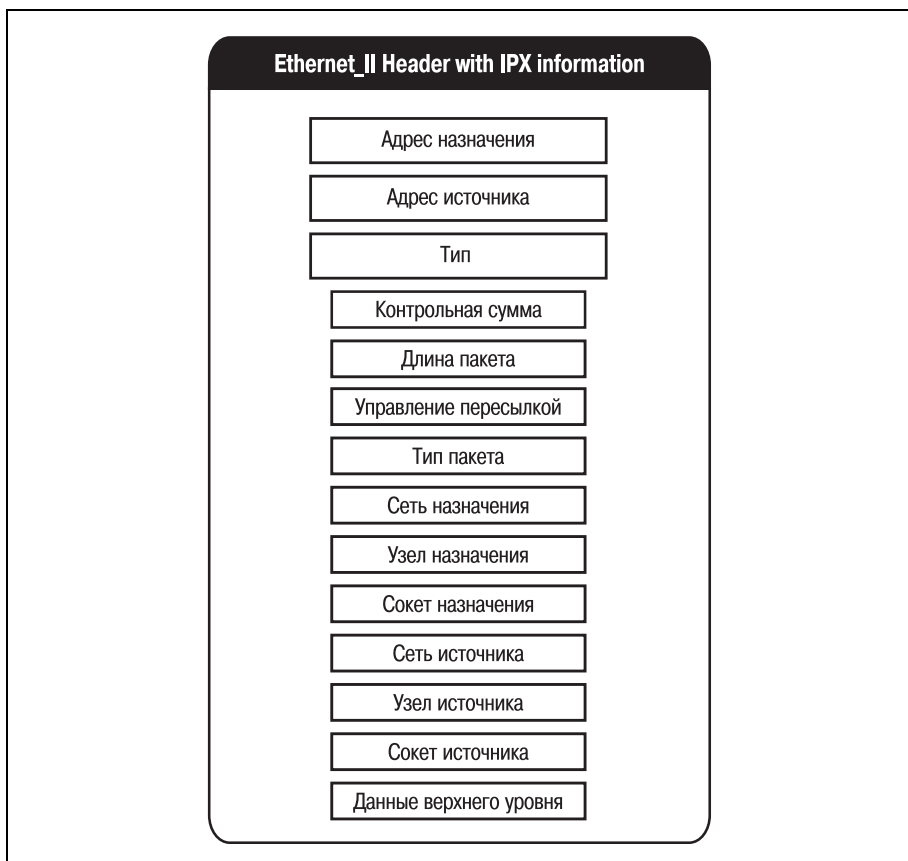 Ethernet_II Header with IPX information
Адрес назначения
Адрес источника
Тип
Контрольная сумма
Длина пакета
Управление пересылкой
Тип пакета
Сеть назначения
Узел назначения
Сокет назначения
Сеть источника
Узел источника
Сокет источника
Данные верхнего уровня